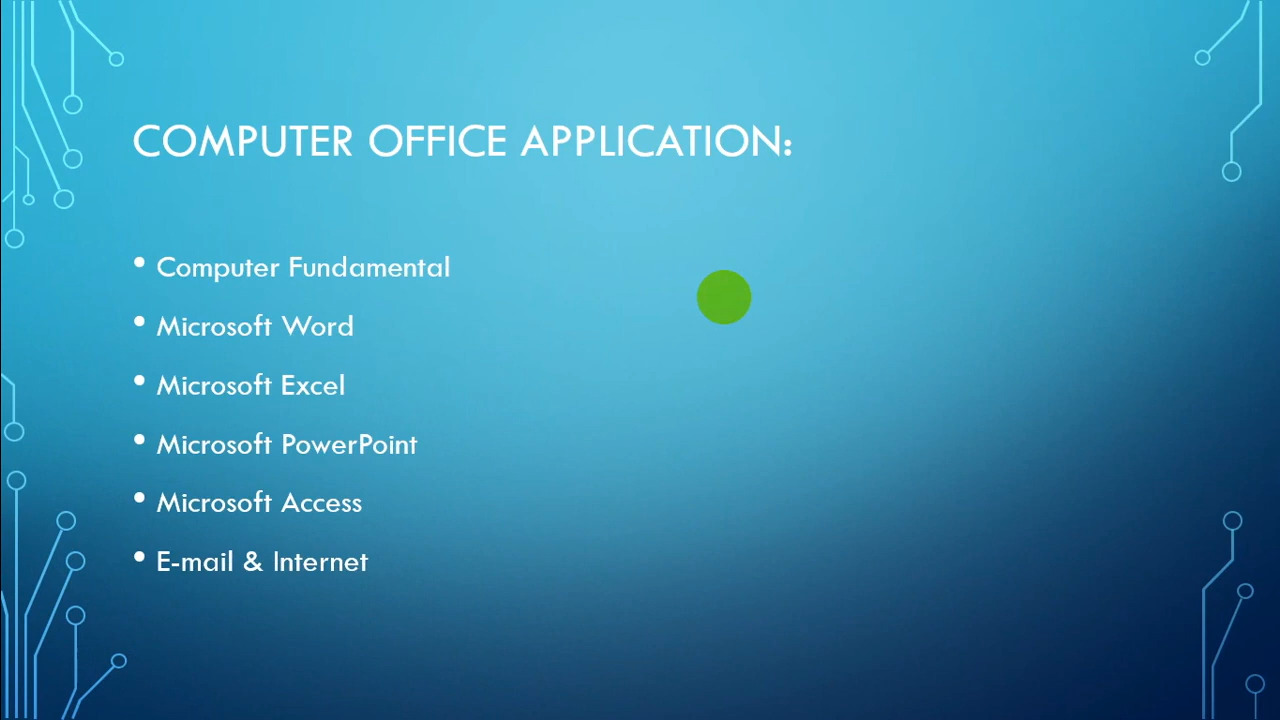 COMPUTER OFFICE APPLICATION:
• Computer Fundamental
• Microsoft Word
• Microsoft Excel
• Microsoft PowerPoint
• Microsoft Access
• E-mail & Internet